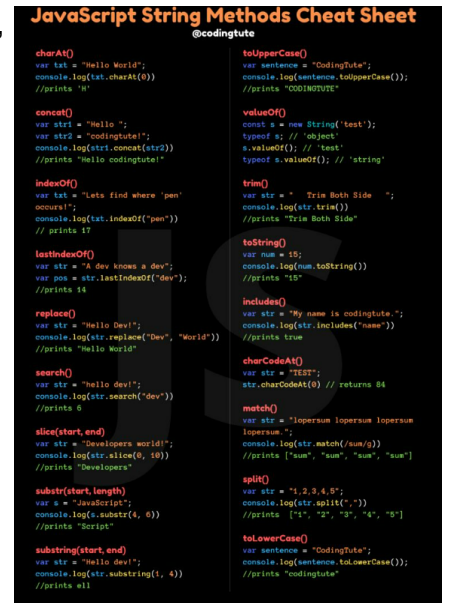 JavaScript String Methods Cheat Sheet
@codingtute
charAt()
var txt = "Hello World";
console.log(txt.charAt(0))
//prints 'H'
concat()
var str1 = "Hello ";
var str2 = "codingtute!";
console.log(str1.concat(str2))
//prints "Hello codingtute!"
indexOf()
var txt = "Lets find where 'pen'
occurs!";
console.log(txt.indexOf("pen"))
// prints 17
lastIndexOf()
var str = "A dev knows a dev";
var pos = str.lastIndexOf("dev");
//prints 14
replace()
var str = "Hello Dev!";
console.log(str.replace("Dev", "World"))
//prints "Hello World"
search()
var str = "hello dev!";
console.log(str.search("dev"))
//prints 6
slice(start, end)
var str = "Developers world!";
console.log(str.slice(0, 10))
//prints "Developers"
substr(start, length)
var s = "JavaScript";
console.log(s.substr(4, 6))
//prints "Script"
substring(start, end)
var str = "Hello dev!";
console.log(str.substring(1, 4))
//prints ell
toUpperCase()
var sentence = "CodingTute";
console.log(sentence.toUpperCase());
//prints "CODINGTUTE"
valueOf()
const s = new String('test');
typeof s; // 'object'
s.valueOf(); // 'test'
typeof s.valueOf(); // 'string'
trim()
var str = "   Trim Both Side   ";
console.log(str.trim())
//prints "Trim Both Side"
toString()
var num = 15;
console.log(num.toString())
//prints "15"
includes()
var str = "My name is codingtute.";
console.log(str.includes("name"))
//prints true
charCodeAt()
var str = "TEST";
str.charCodeAt(0) // returns 84
match()
var str = "lopersum lopersum lopersum
lopersum.";
console.log(str.match(/sum/g))
//prints ["sum", "sum", "sum", "sum"]
split()
var str = "1,2,3,4,5";
console.log(str.split(","))
//prints  ["1", "2", "3", "4", "5"]
toLowerCase()
var sentence = "CodingTute";
console.log(sentence.toLowerCase());
//prints "codingtute"
JS